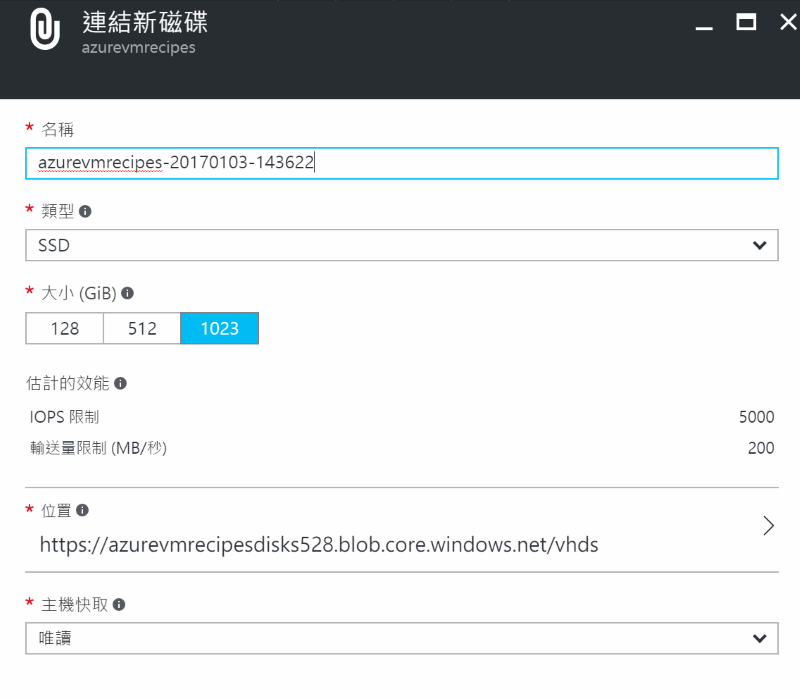 連結新磁碟
azurevmrecipes
* 名稱
azurevmrecipes-20170103-143622
* 類型
SSD
* 大小 (GiB)
128 512 1023
估計的效能
IOPS 限制 5000
輸送量限制 (MB/秒) 200
* 位置
https://azurevmrecipesdisks528.blob.core.windows.net/vhds
* 主機快取
唯讀